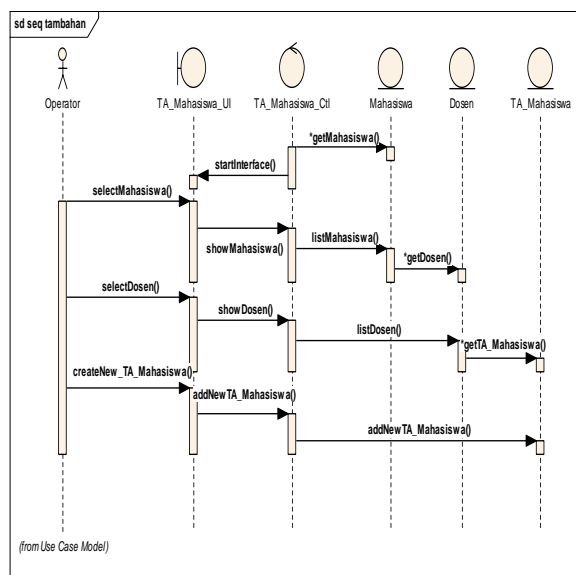 sd seq tambahan
Operator
TA_Mahasiswa_UI
TA_Mahasiswa_Ctl
Mahasiswa
Dosen
TA_Mahasiswa
*getMahasiswa()
startInterface()
selectMahasiswa()
showMahasiswa()
listMahasiswa()
*getDosen()
selectDosen()
showDosen()
listDosen()
*getTA_Mahasiswa()
createNew_TA_Mahasiswa()
addNewTA_Mahasiswa()
addNewTA_Mahasiswa()
(from Use Case Model)